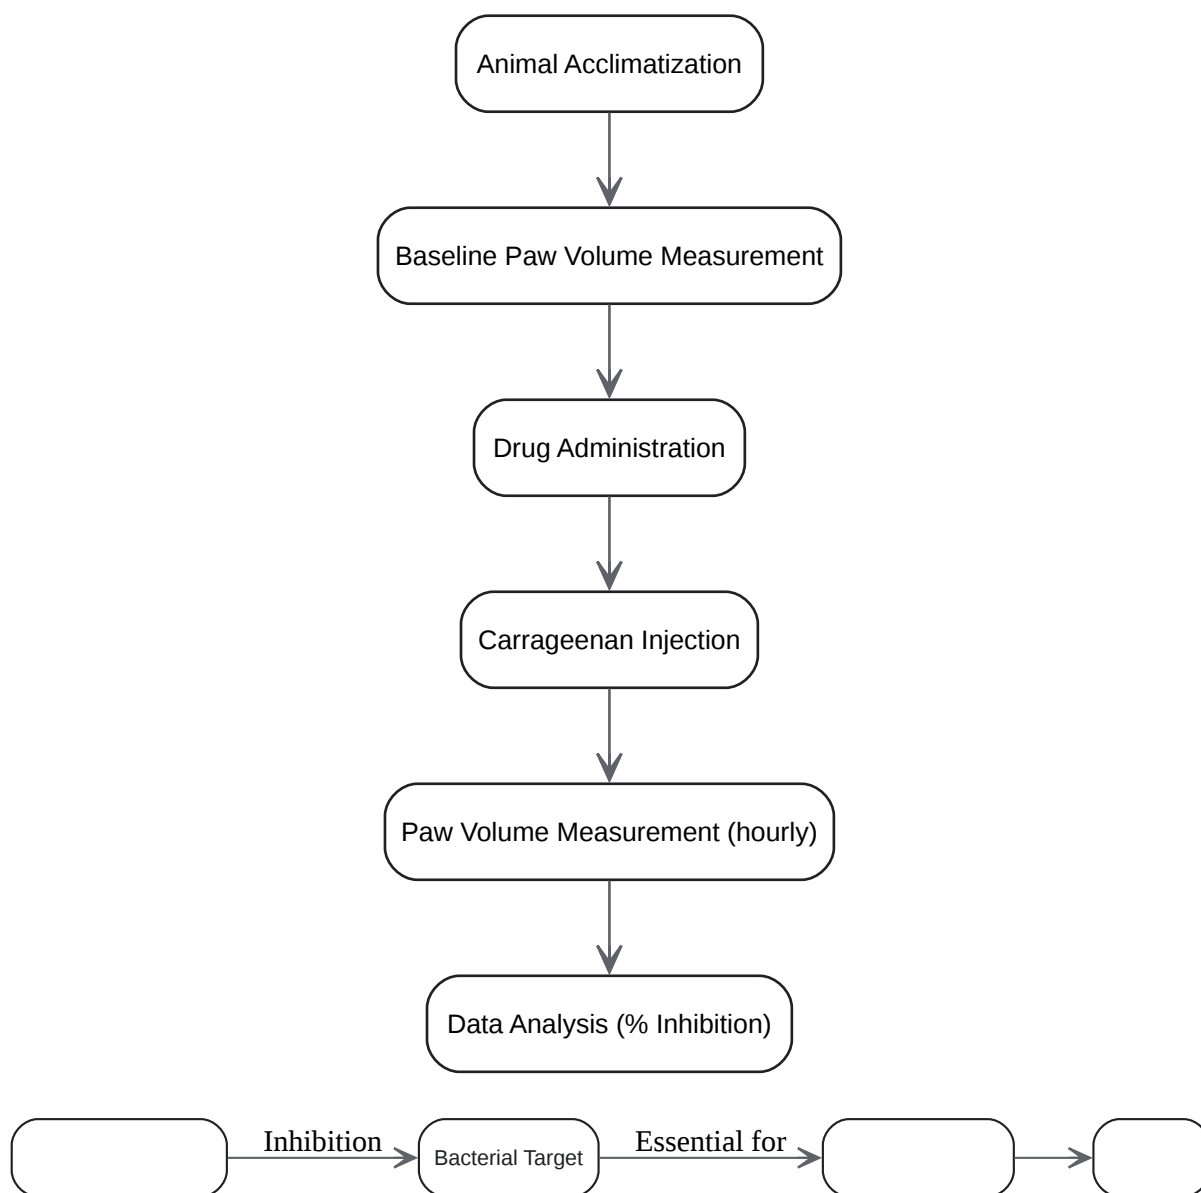 Animal Acclimatization
Baseline Paw Volume Measurement
Drug Administration
Carrageenan Injection
Paw Volume Measurement (hourly)
Data Analysis (% Inhibition)
Inhibition
Bacterial Target
Essential for